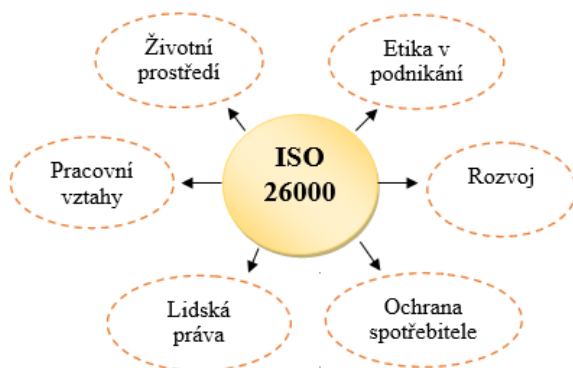 Životní
prostředí
Etika v
podnikání
ISO
26000
Pracovní
vztahy
Rozvoj
Lidská
práva
Ochrana
spotřebitele